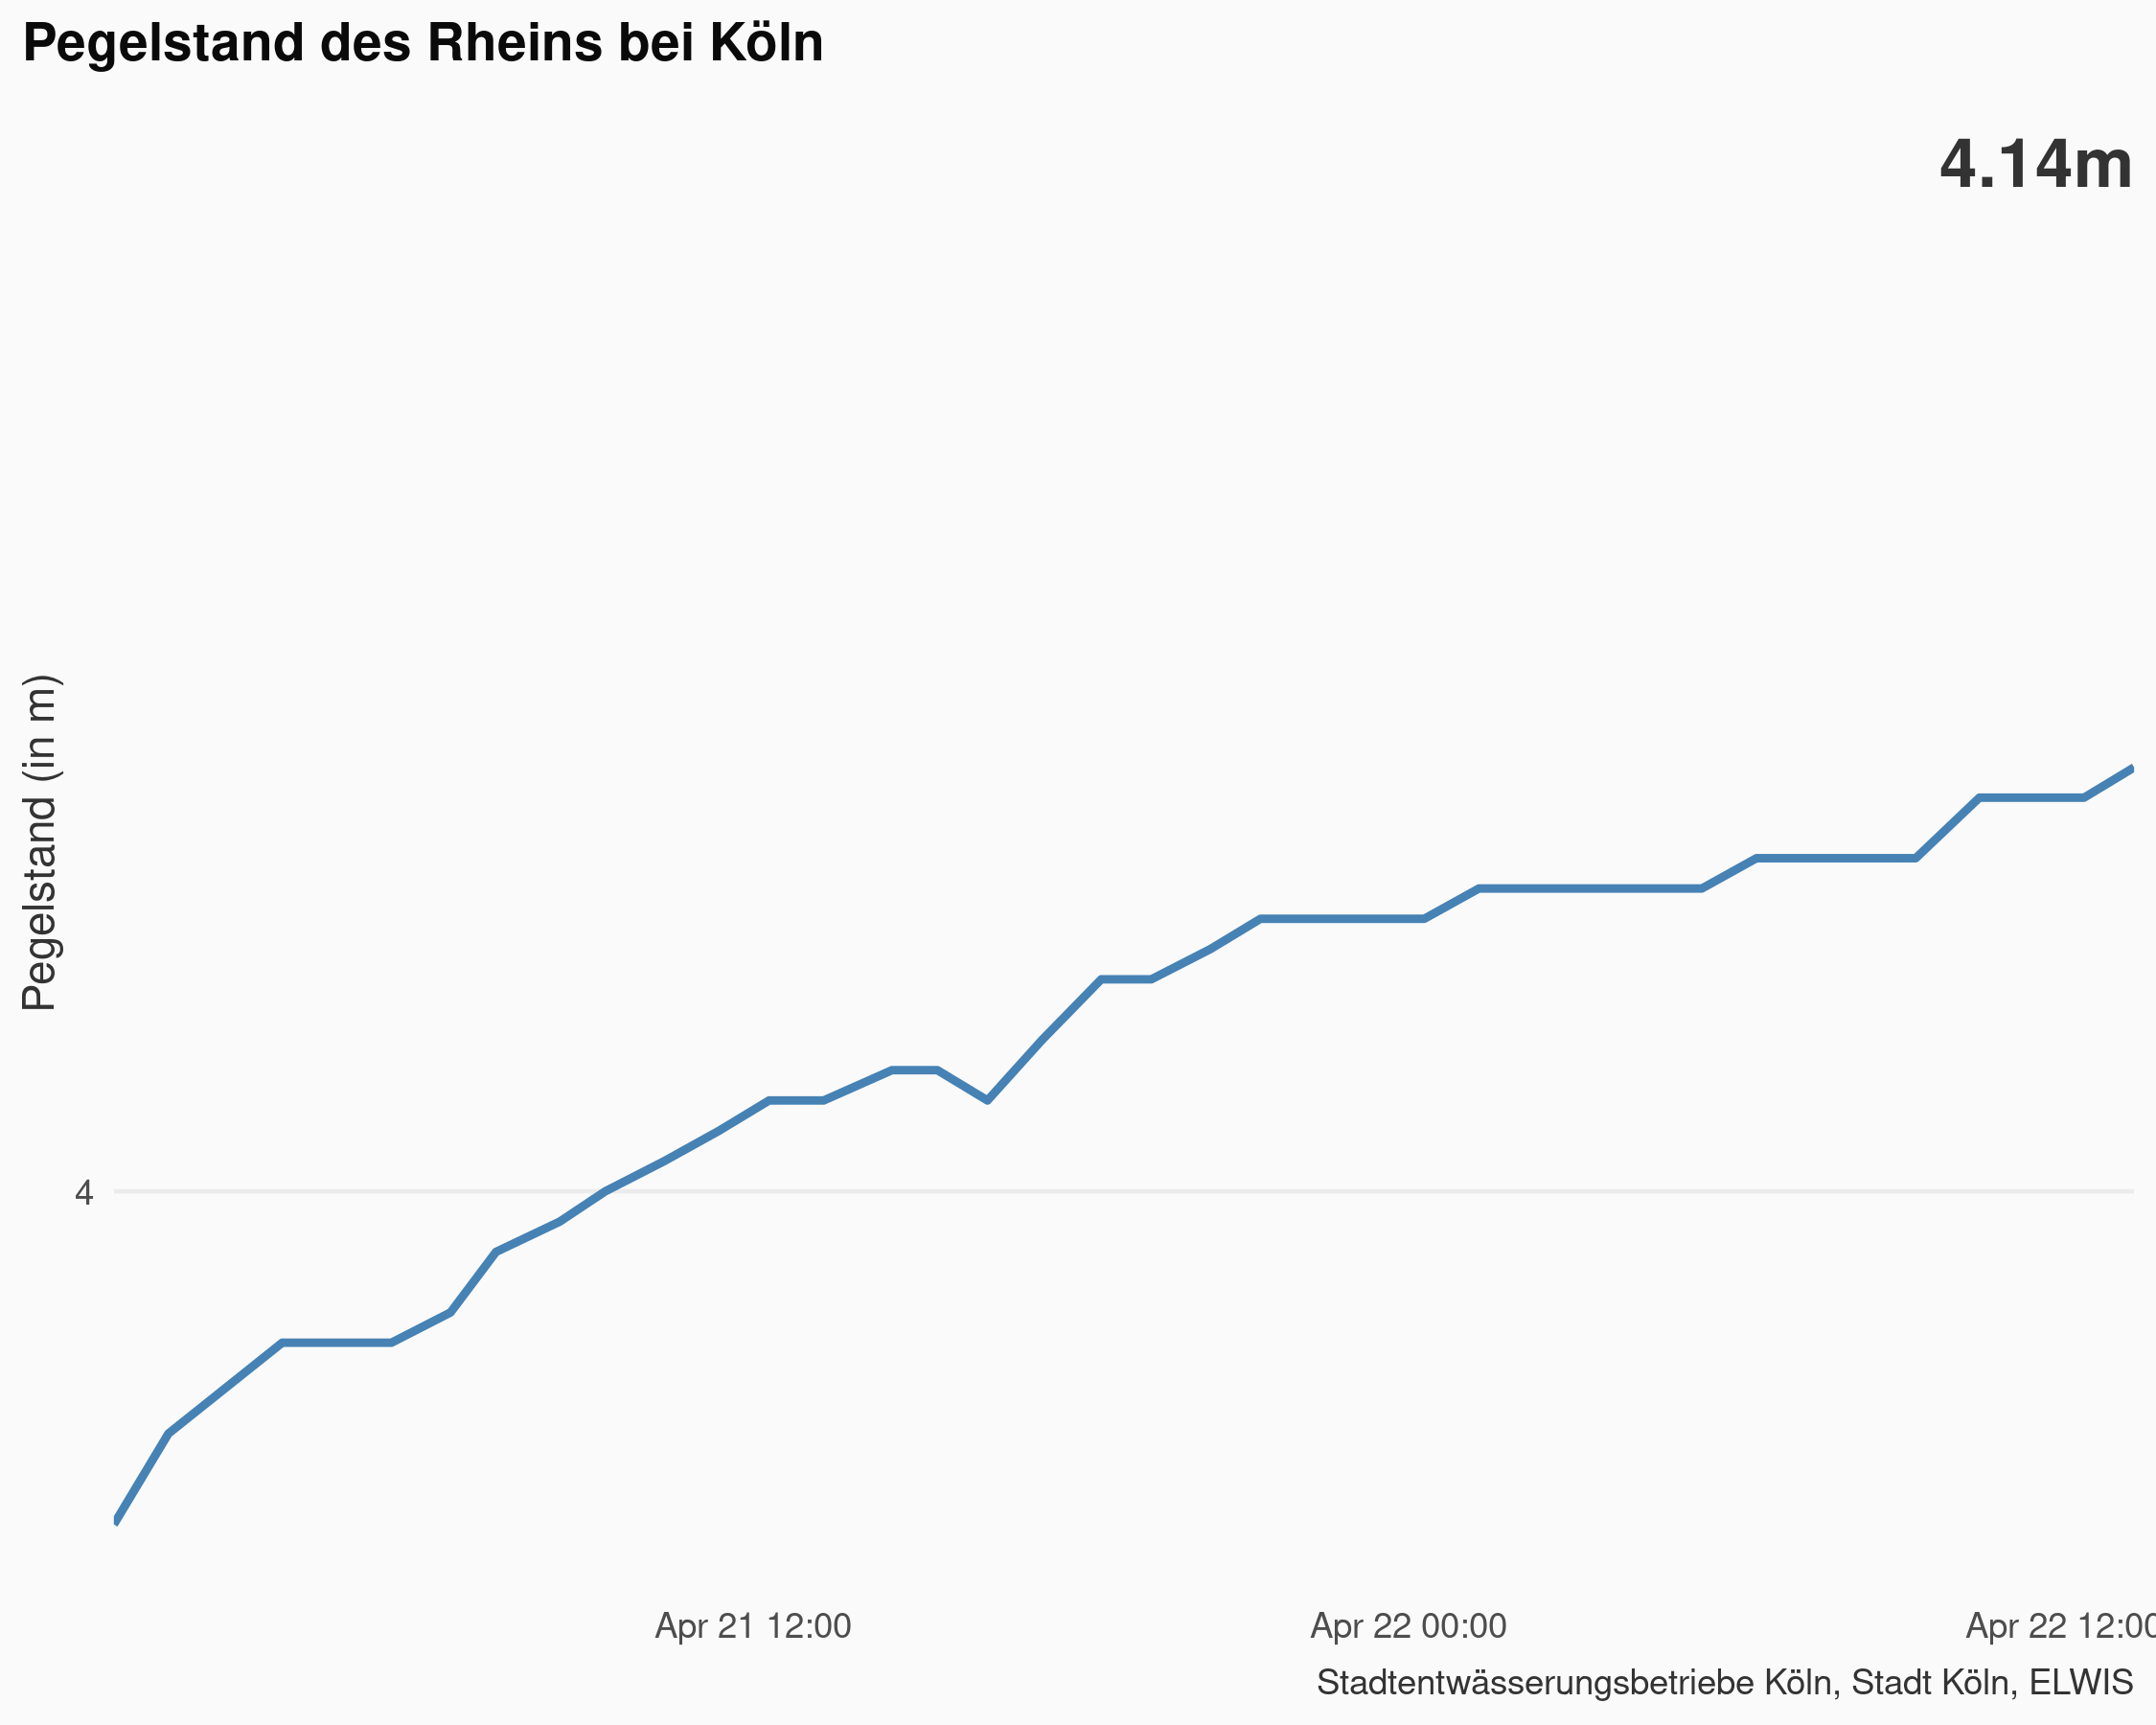 Pegelstand des Rheins bei Köln
4.14m
Pegelstand (in m)
4
Apr 21 12:00
Apr 22 00:00
Apr 22 12:00
Stadtentwässerungsbetriebe Köln, Stadt Köln, ELWIS